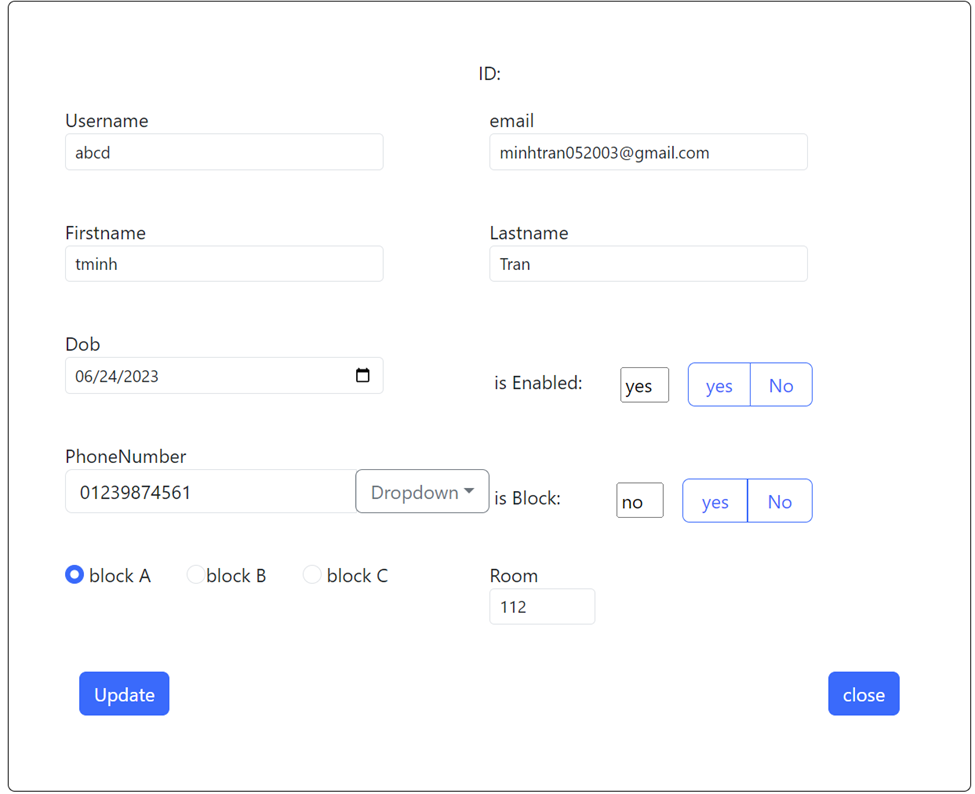 ID:
Username email
abcd minhtran052003@gmail.com
Firstname Lastname
tminh Tran
Dob
06/24/2023 is Enabled: yes yes No
PhoneNumber
01239874561 Dropdown is Block: no yes No
block A block B block C Room
112
Update close